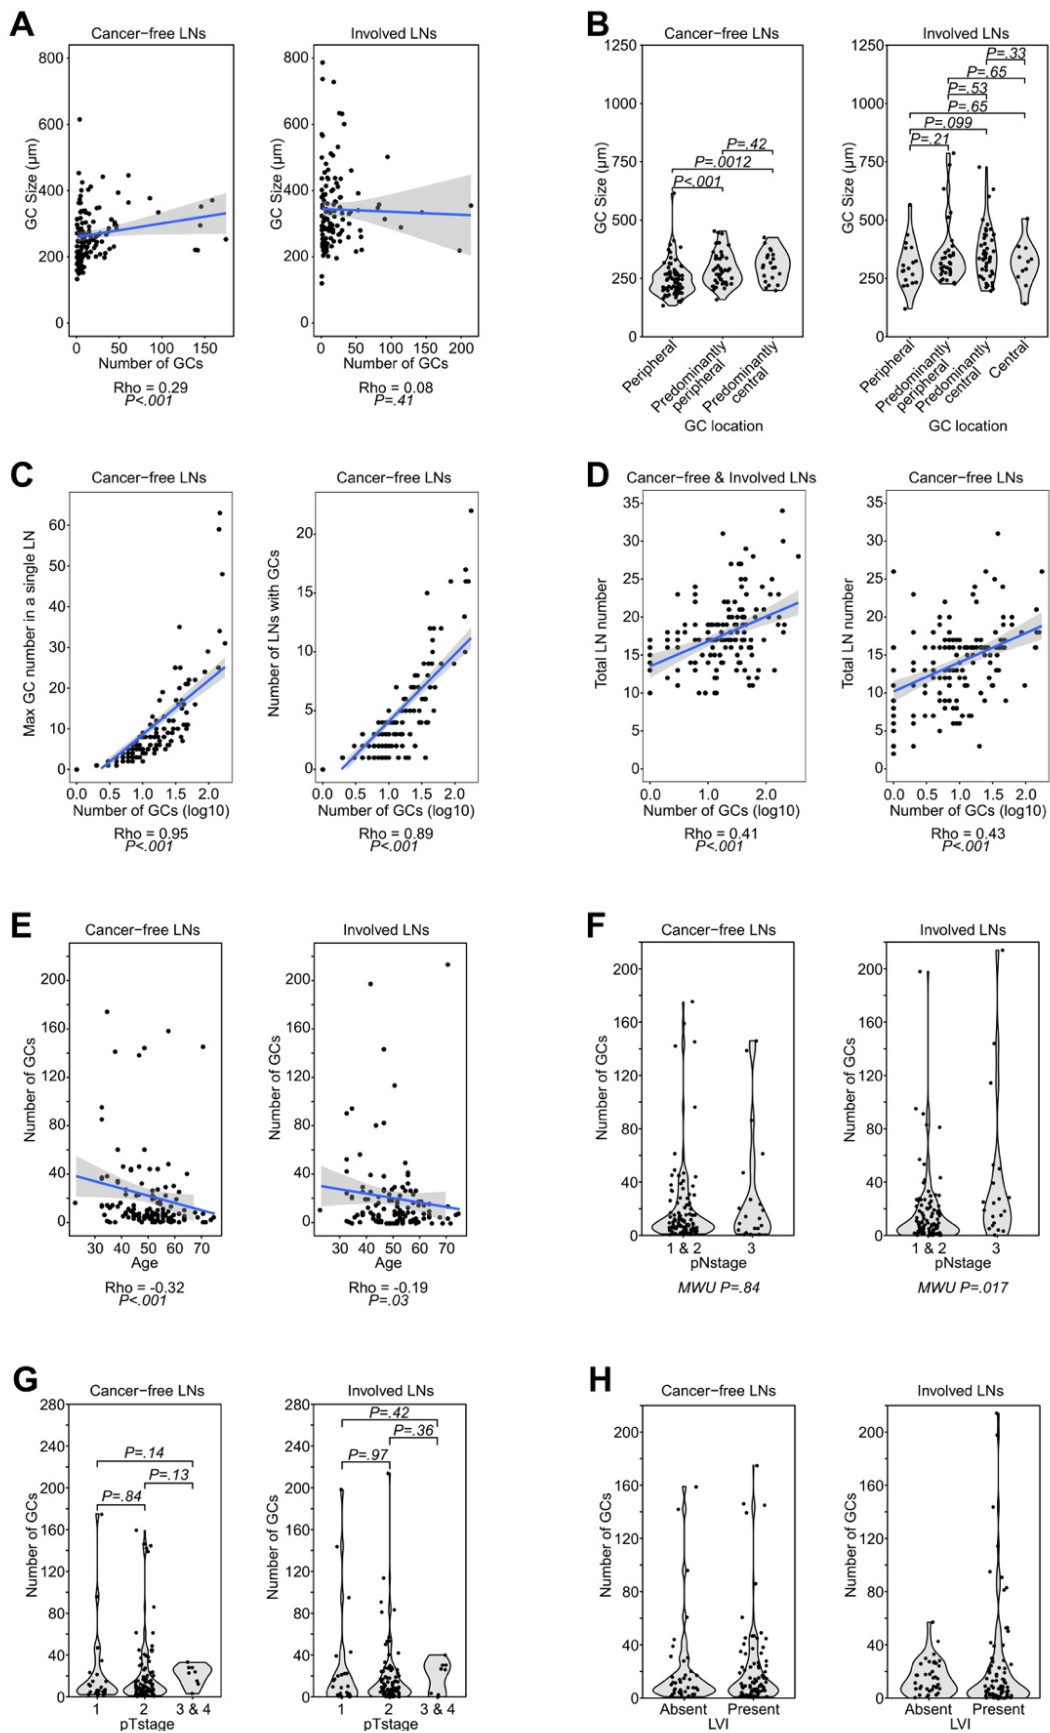 A
Cancer−free LNs
Involved LNs
GC Size (µm)
800
600
400
200
0
0 50 100 150
Number of GCs
Rho = 0.29
P<.001
GC Size (µm)
800
600
400
200
0
0 50 100 150 200
Number of GCs
Rho = 0.08
P=.41
B
Cancer−free LNs
Involved LNs
GC Size (µm)
1250
1000
750
500
250
0
P=.42
P=.0012
P<.001
Peripheral
Predominantly
peripheral
Predominantly
central
GC location
GC Size (µm)
1250
1000
750
500
250
0
P=.33
P=.65
P=.53
P=.65
P=.099
P=.21
Peripheral
Predominantly
peripheral
Predominantly
central
Central
GC location
C
Cancer−free LNs
Cancer−free LNs
Max GC number in a single LN
60
50
40
30
20
10
0
0.0 0.5 1.0 1.5 2.0
Number of GCs (log10)
Rho = 0.95
P<.001
Number of LNs with GCs
20
15
10
5
0
0.0 0.5 1.0 1.5 2.0
Number of GCs (log10)
Rho = 0.89
P<.001
D
Cancer−free & Involved LNs
Cancer−free LNs
Total LN number
35
30
25
20
15
10
5
0
0.0 1.0 2.0
Number of GCs (log10)
Rho = 0.41
P<.001
Total LN number
35
30
25
20
15
10
5
0
0.0 0.5 1.0 1.5 2.0
Number of GCs (log10)
Rho = 0.43
P<.001
E
Cancer−free LNs
Involved LNs
Number of GCs
200
160
120
80
40
0
30 40 50 60 70
Age
Rho = -0.32
P<.001
Number of GCs
200
160
120
80
40
0
30 40 50 60 70
Age
Rho = -0.19
P=.03
F
Cancer−free LNs
Involved LNs
Number of GCs
200
160
120
80
40
0
1 & 2 3
pNstage
MWU P=.84
Number of GCs
200
160
120
80
40
0
1 & 2 3
pNstage
MWU P=.017
G
Cancer−free LNs
Involved LNs
Number of GCs
280
240
200
160
120
80
40
0
P=.14
P=.13
P=.84
1 2 3 & 4
pTstage
Number of GCs
280
240
200
160
120
80
40
0
P=.42
P=.36
P=.97
1 2 3 & 4
pTstage
H
Cancer−free LNs
Involved LNs
Number of GCs
200
160
120
80
40
0
Absent Present
LVI
Number of GCs
200
160
120
80
40
0
Absent Present
LVI